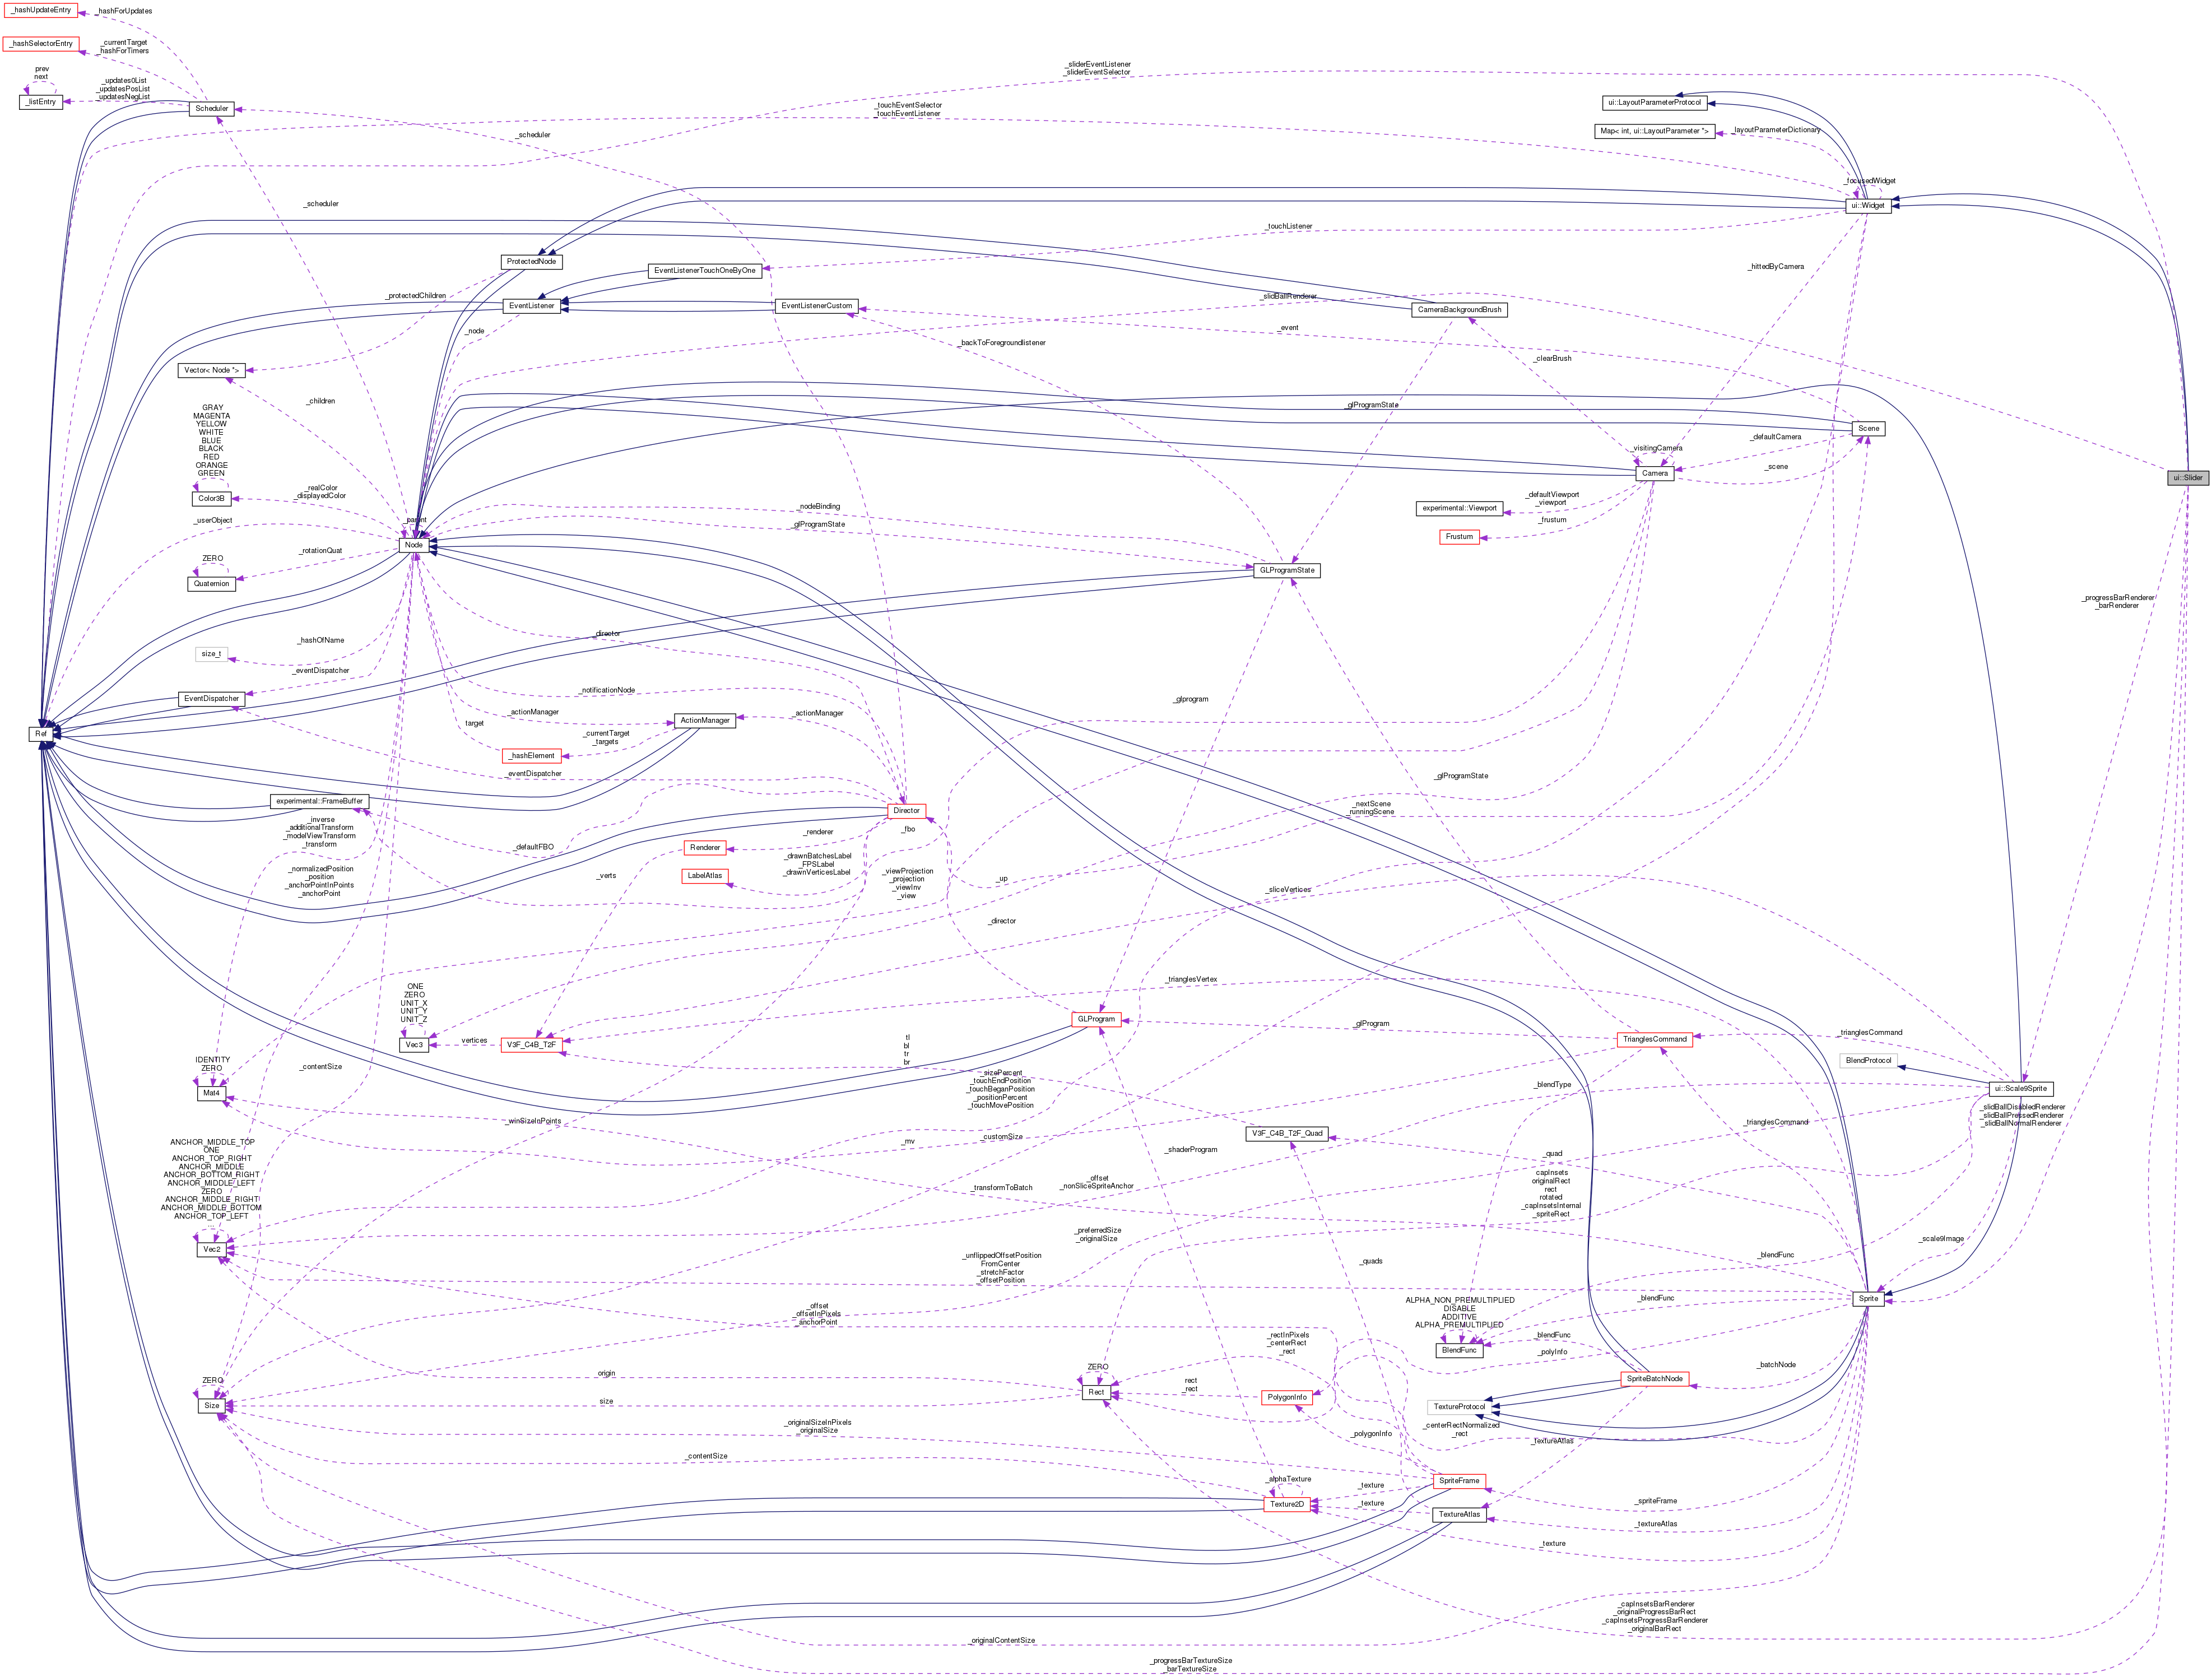 _hashUpdateEntry
_hashForUpdates
_hashSelectorEntry
_currentTarget
_hashForTimers
prev
next
_listEntry
_updates0List
_updatesPosList
_updatesNegList
Scheduler
_sliderEventListener
_sliderEventSelector
_touchEventSelector
_touchEventListener
_scheduler
ui::LayoutParameterProtocol
Map< int, ui::LayoutParameter *>
_layoutParameterDictionary
_focusedWidget
ui::Widget
_scheduler
_touchListener
ProtectedNode
EventListenerTouchOneByOne
_hittedByCamera
_protectedChildren
EventListener
EventListenerCustom
_slidBallRenderer
CameraBackgroundBrush
_node
_event
_backToForegroundlistener
_clearBrush
Vector< Node *>
_children
GRAY
MAGENTA
YELLOW
WHITE
BLUE
BLACK
RED
ORANGE
GREEN
Color3B
_realColor
_displayedColor
_glProgramState
Scene
_defaultCamera
_visitingCamera
Camera
_scene
ui::Slider
_userObject
_parent
_nodeBinding
_glProgramState
_defaultViewport
_viewport
experimental::Viewport
_frustum
Frustum
Node
ZERO
_rotationQuat
Quaternion
GLProgramState
_progressBarRenderer
_barRenderer
_hashOfName
size_t
_director
_eventDispatcher
EventDispatcher
_notificationNode
_glprogram
_actionManager
ActionManager
_actionManager
Ref
target
_currentTarget
_targets
_hashElement
_eventDispatcher
_glProgramState
experimental::FrameBuffer
Director
_nextScene
_runningScene
_inverse
_additionalTransform
_modelViewTransform
_transform
_fbo
_renderer
Renderer
_defaultFBO
_drawnBatchesLabel
_FPSLabel
_drawnVerticesLabel
LabelAtlas
_verts
_normalizedPosition
_position
_anchorPointInPoints
_anchorPoint
_viewProjection
_projection
_viewInv
_view
_up
_sliceVertices
_director
_trianglesVertex
ONE
ZERO
UNIT_X
UNIT_Y
UNIT_Z
Vec3
vertices
V3F_C4B_T2F
GLProgram
_glProgram
TrianglesCommand
_trianglesCommand
BlendProtocol
ui::Scale9Sprite
tl
bl
tr
br
IDENTITY
ZERO
Mat4
_contentSize
_sizePercent
_touchEndPosition
_touchBeganPosition
_positionPercent
_touchMovePosition
_blendType
_slidBallDisabledRenderer
_slidBallPressedRenderer
_slidBallNormalRenderer
_winSizeInPoints
V3F_C4B_T2F_Quad
_trianglesCommand
_customSize
_mv
_shaderProgram
_quad
ANCHOR_MIDDLE_TOP
ONE
ANCHOR_TOP_RIGHT
ANCHOR_MIDDLE
ANCHOR_BOTTOM_RIGHT
ANCHOR_MIDDLE_LEFT
ZERO
ANCHOR_MIDDLE_RIGHT
ANCHOR_MIDDLE_BOTTOM
ANCHOR_TOP_LEFT
...
Vec2
_transformToBatch
_offset
_nonSliceSpriteAnchor
capInsets
originalRect
rect
rotated
_capInsetsInternal
_spriteRect
_preferredSize
_originalSize
_scale9Image
_unflippedOffsetPosition
FromCenter
_stretchFactor
_offsetPosition
_quads
_blendFunc
Sprite
_offset
_offsetInPixels
_anchorPoint
ALPHA_NON_PREMULTIPLIED
DISABLE
ADDITIVE
ALPHA_PREMULTIPLIED
BlendFunc
_blendFunc
_blendFunc
_rectInPixels
_centerRect
_rect
_polyInfo
_batchNode
SpriteBatchNode
origin
ZERO
Rect
rect
_rect
PolygonInfo
ZERO
Size
size
TextureProtocol
_originalSizeInPixels
_originalSize
_centerRectNormalized
_rect
_polygonInfo
_textureAtlas
_contentSize
_alphaTexture
Texture2D
_texture
SpriteFrame
_texture
TextureAtlas
_spriteFrame
_textureAtlas
_texture
_capInsetsBarRenderer
_originalProgressBarRect
_capInsetsProgressBarRenderer
_originalBarRect
_originalContentSize
_progressBarTextureSize
_barTextureSize